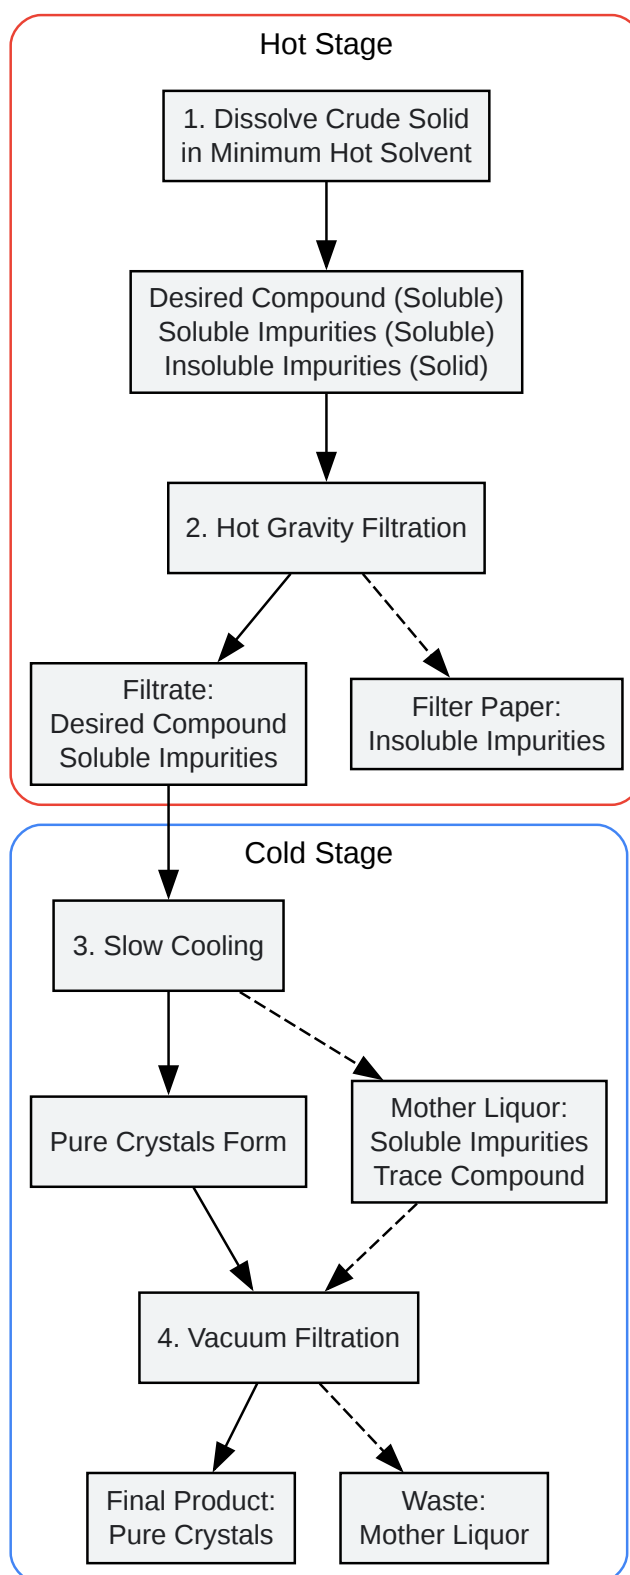 Hot Stage
1. Dissolve Crude Solid
in Minimum Hot Solvent
Desired Compound (Soluble)
Soluble Impurities (Soluble)
Insoluble Impurities (Solid)
2. Hot Gravity Filtration
Filtrate:
Desired Compound
Soluble Impurities
Filter Paper:
Insoluble Impurities
Cold Stage
3. Slow Cooling
Pure Crystals Form
Mother Liquor:
Soluble Impurities
Trace Compound
4. Vacuum Filtration
Final Product:
Pure Crystals
Waste:
Mother Liquor